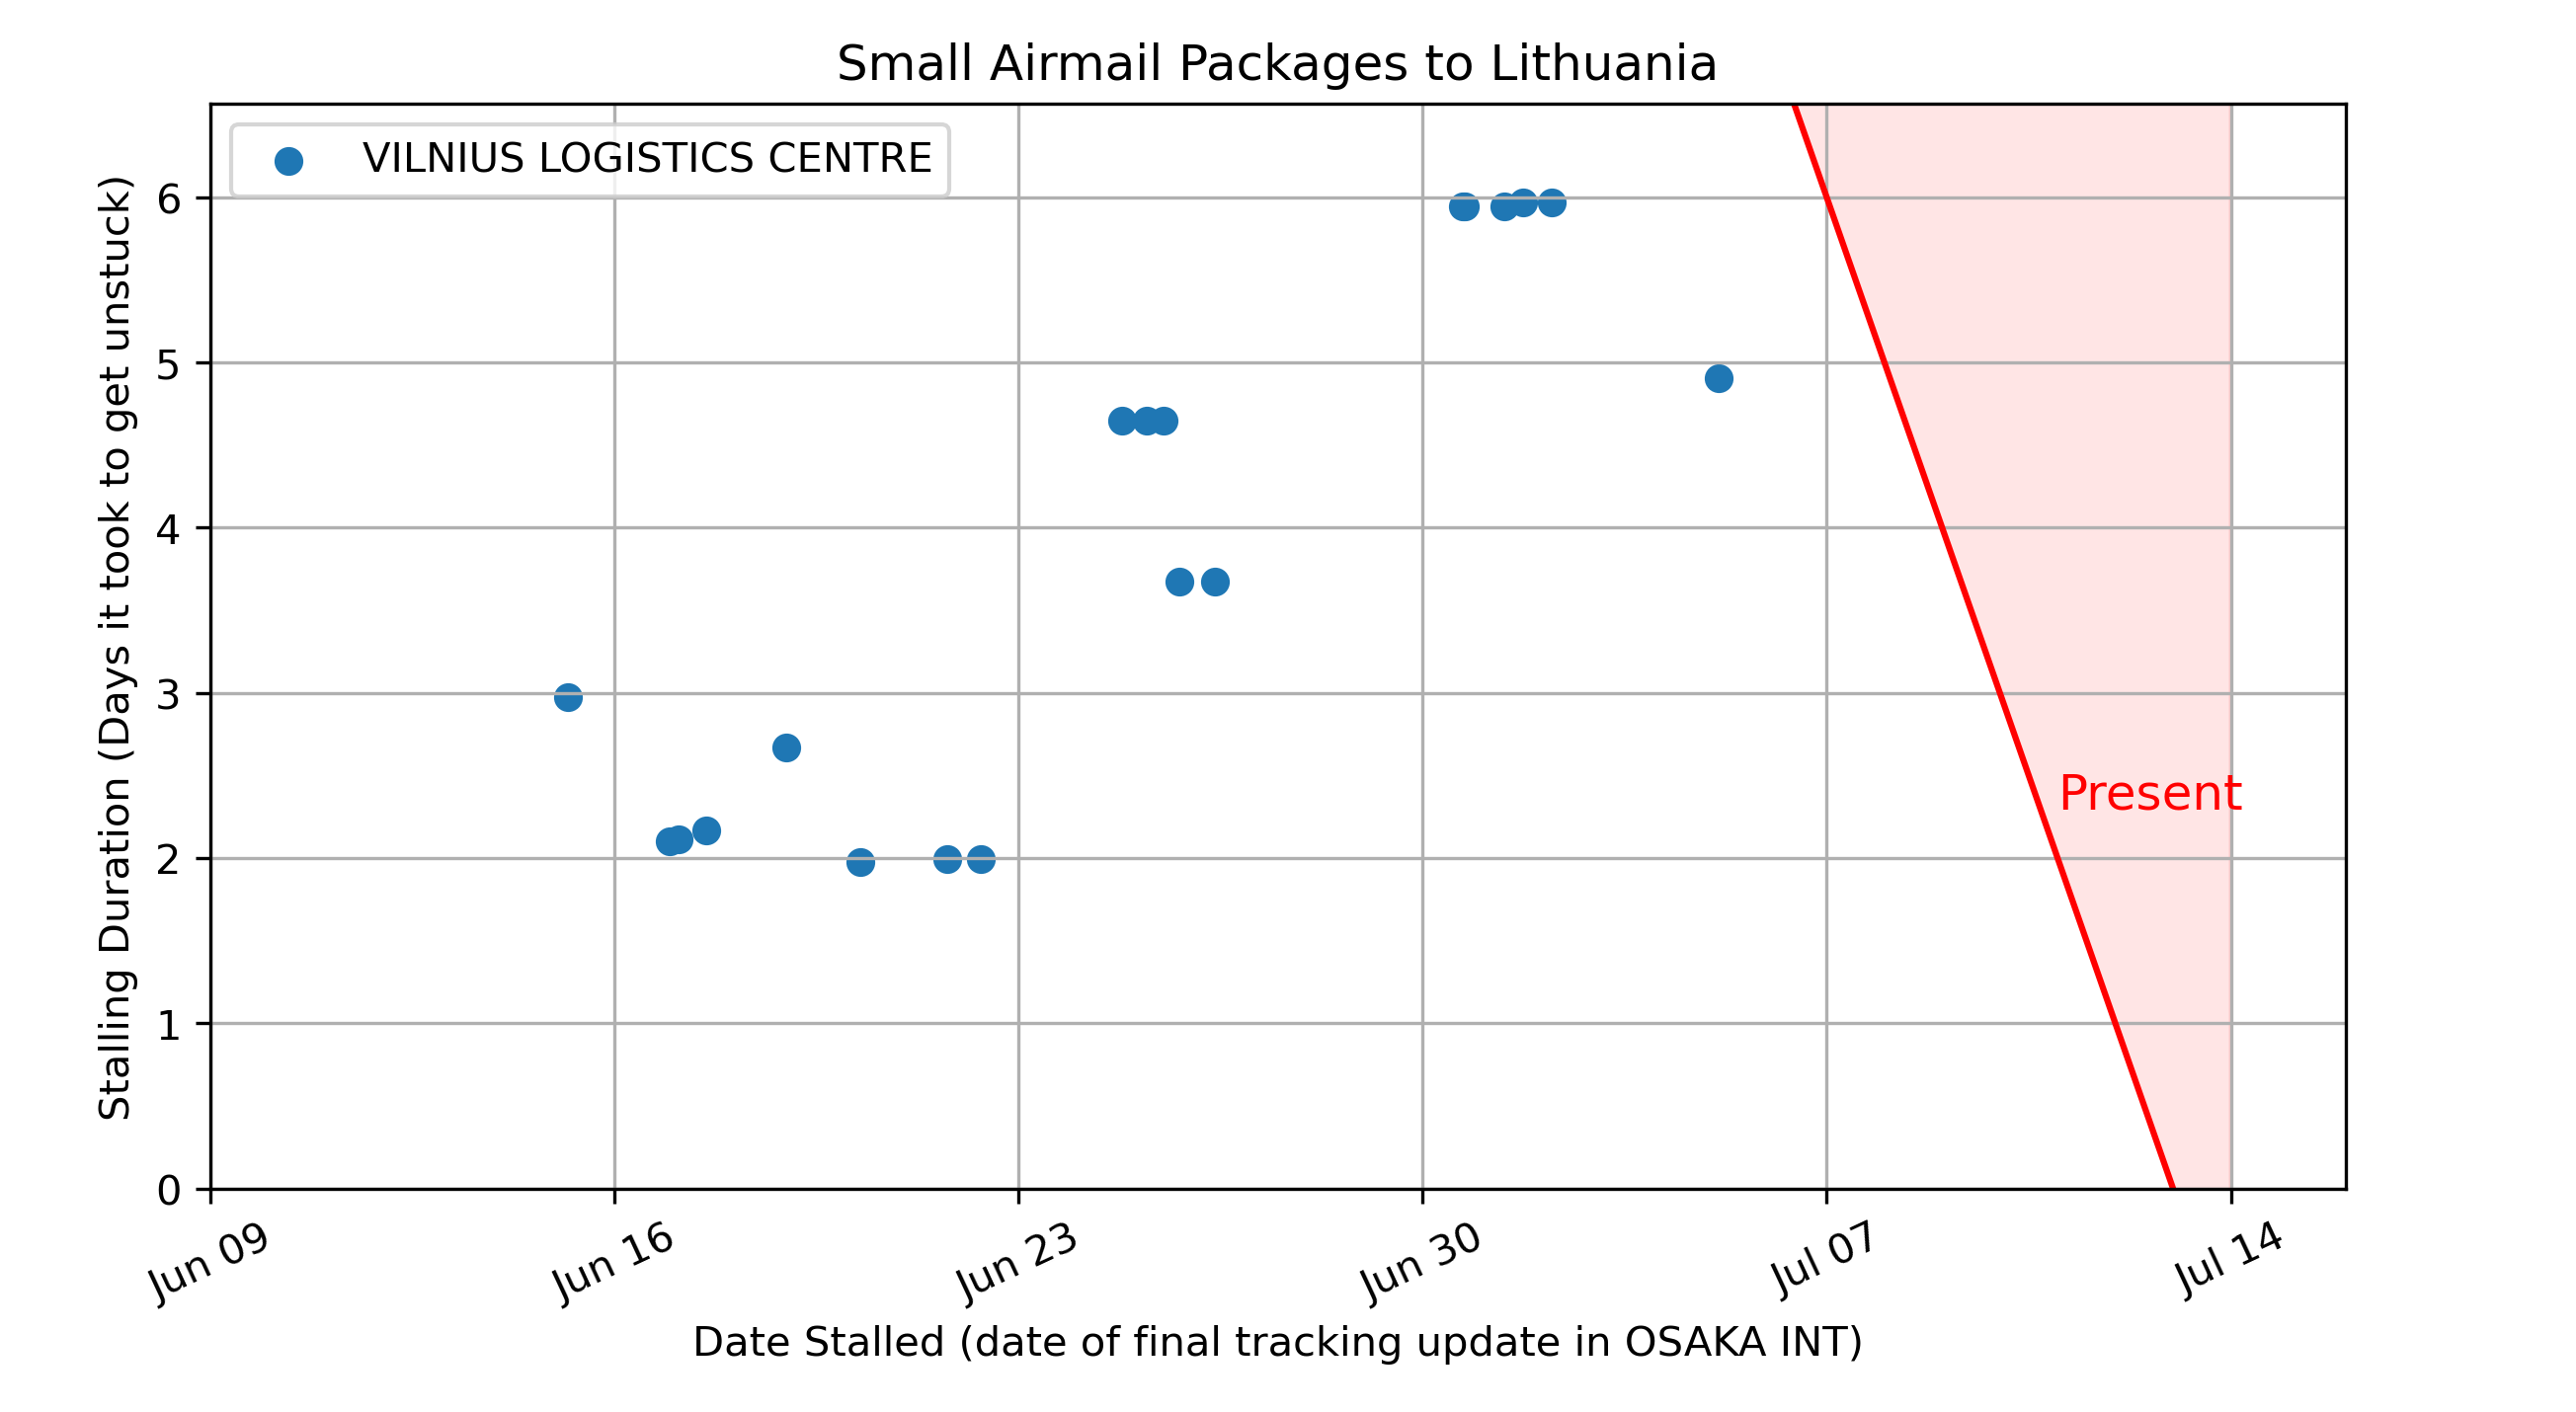 Small Airmail Packages to Lithuania
VILNIUS LOGISTICS CENTRE
Stalling Duration (Days it took to get unstuck)
6
5
4
3
2
1
0
Present
Jun 09
Jun 16
Jun 23
Jun 30
Jul 07
Jul 14
Date Stalled (date of final tracking update in OSAKA INT)